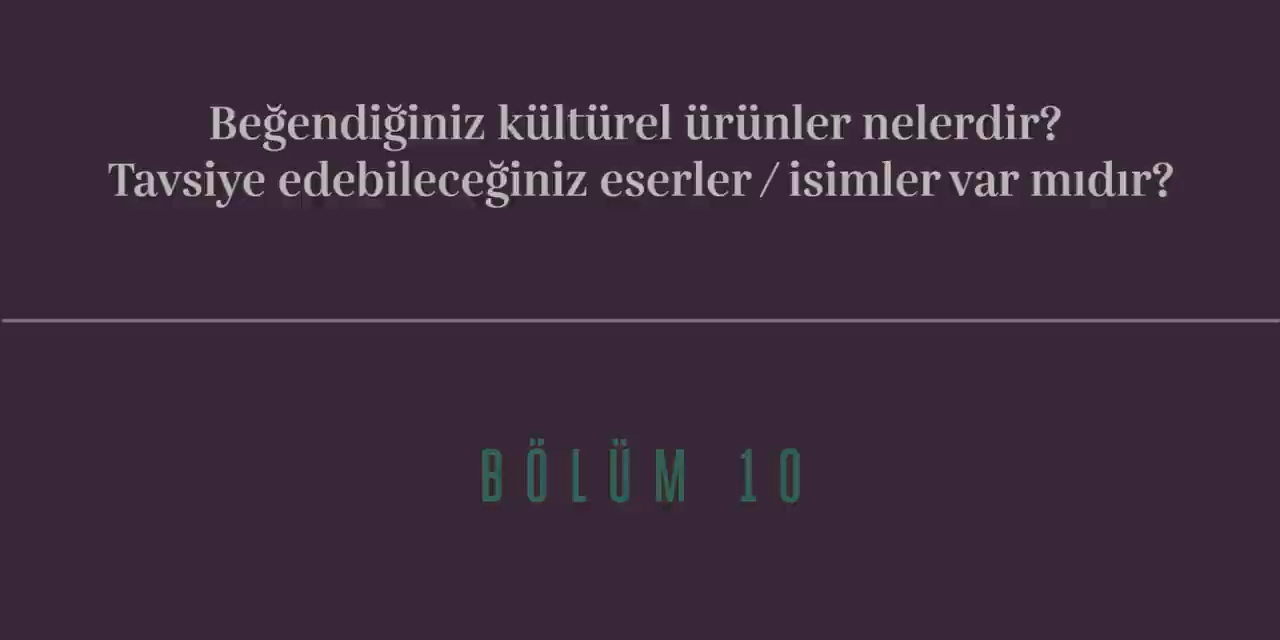 Beğendiğiniz kültürel ürünler nelerdir?
Tavsiye edebileceğiniz eserler / isimler var mıdır?
BÖLÜM 10